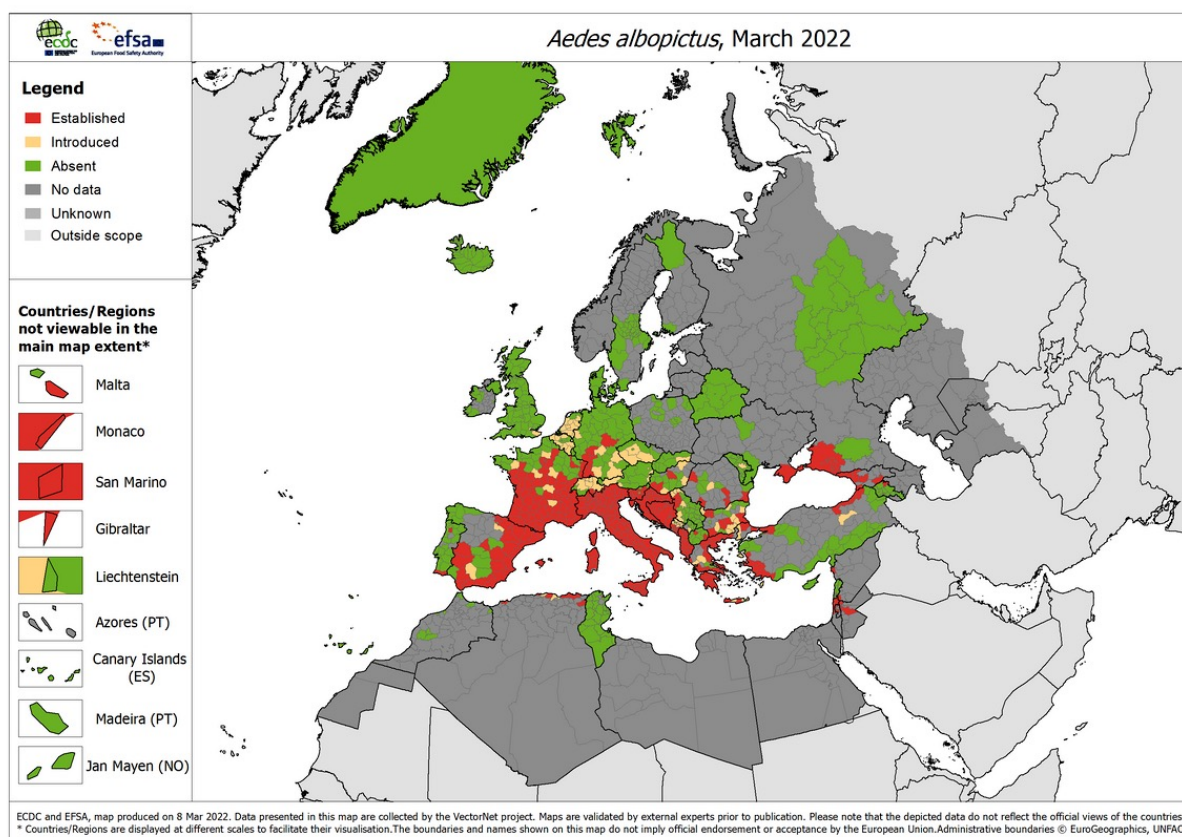 ecdc
efsa
European Food Safety Authority
Aedes albopictus, March 2022
Legend
Established
Introduced
Absent
No data
Unknown
Outside scope
Countries/Regions
not viewable in the
main map extent*
Malta
Monaco
San Marino
Gibraltar
Liechtenstein
Azores (PT)
Canary Islands
(ES)
Madeira (PT)
Jan Mayen (NO)
ECDC and EFSA, map produced on 8 Mar 2022. Data presented in this map are collected by the VectorNet project. Maps are validated by external experts prior to publication. Please note that the depicted data do not reflect the official views of the countries
* Countries/Regions are displayed at different scales to facilitate their visualisation.The boundaries and names shown on this map do not imply official endorsement or acceptance by the European Union.Administrative boundaries © EuroGeographics, UNFAO